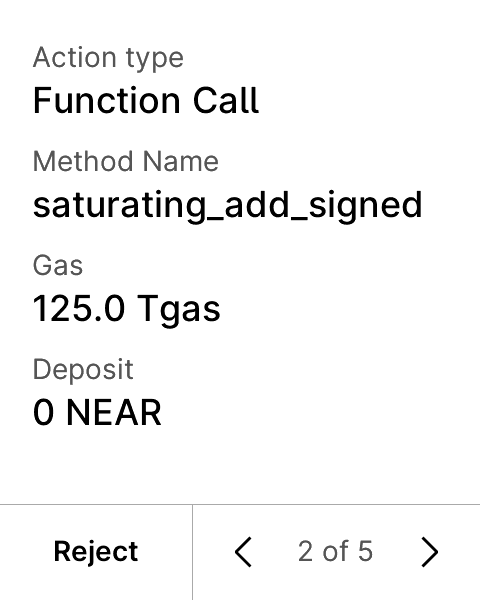 Action type
Function Call
Method Name
saturating_add_signed
Gas
125.0 Tgas
Deposit
0 NEAR
Reject
2 of 5